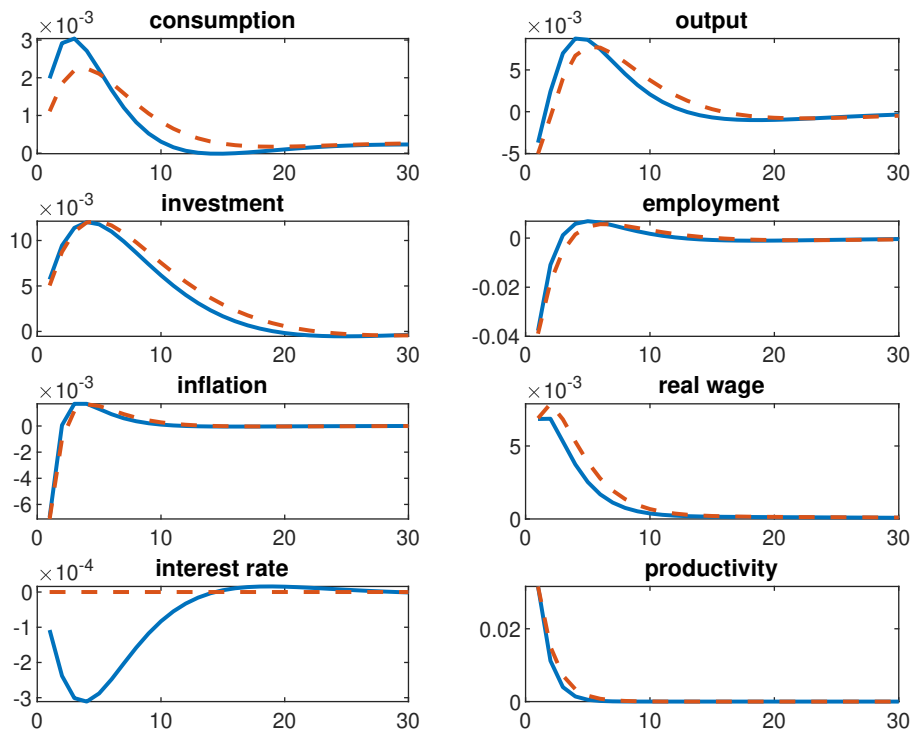 consumption
×10⁻³
3
2
1
0
0 10 20 30
output
×10⁻³
5
0
-5
0 10 20 30
investment
×10⁻³
10
5
0
0 10 20 30
employment
0
-0.02
-0.04
0 10 20 30
inflation
×10⁻³
0
-2
-4
-6
0 10 20 30
real wage
×10⁻³
5
0
0 10 20 30
interest rate
×10⁻⁴
0
-1
-2
-3
0 10 20 30
productivity
0.02
0
0 10 20 30